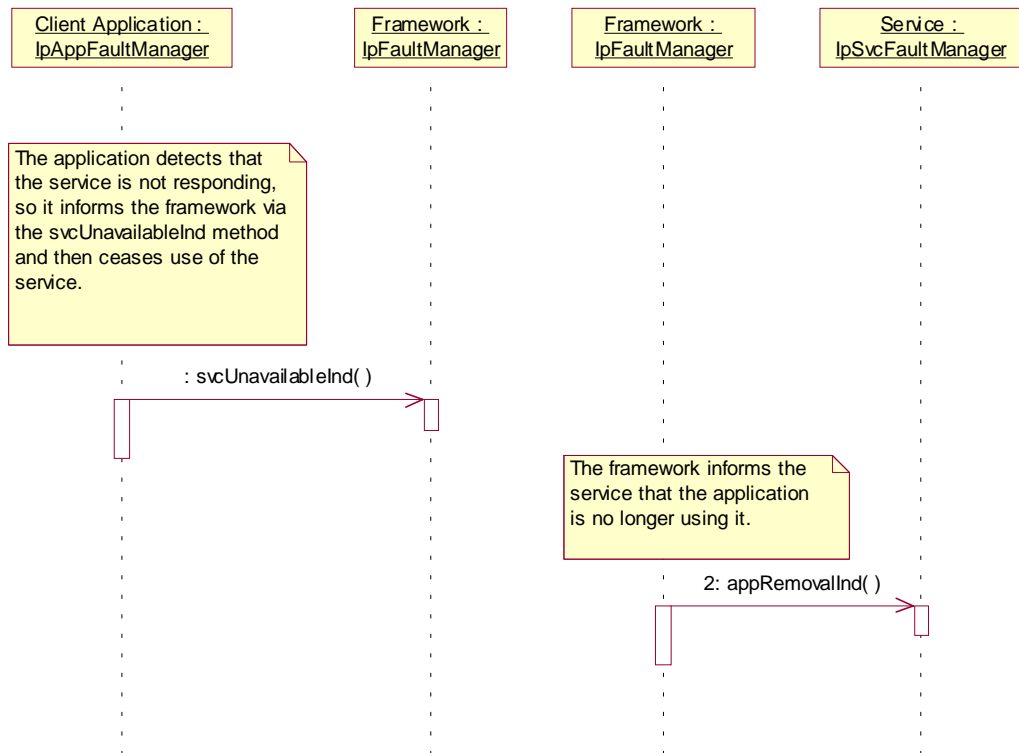 Client Application :
IpAppFaultManager
Framework :
IpFaultManager
Framework :
IpFaultManager
Service :
IpSvcFaultManager
The application detects that
the service is not responding,
so it informs the framework via
the svcUnavailableInd method
and then ceases use of the
service.
: svcUnavailableInd( )
The framework informs the
service that the application
is no longer using it.
2: appRemovalInd( )